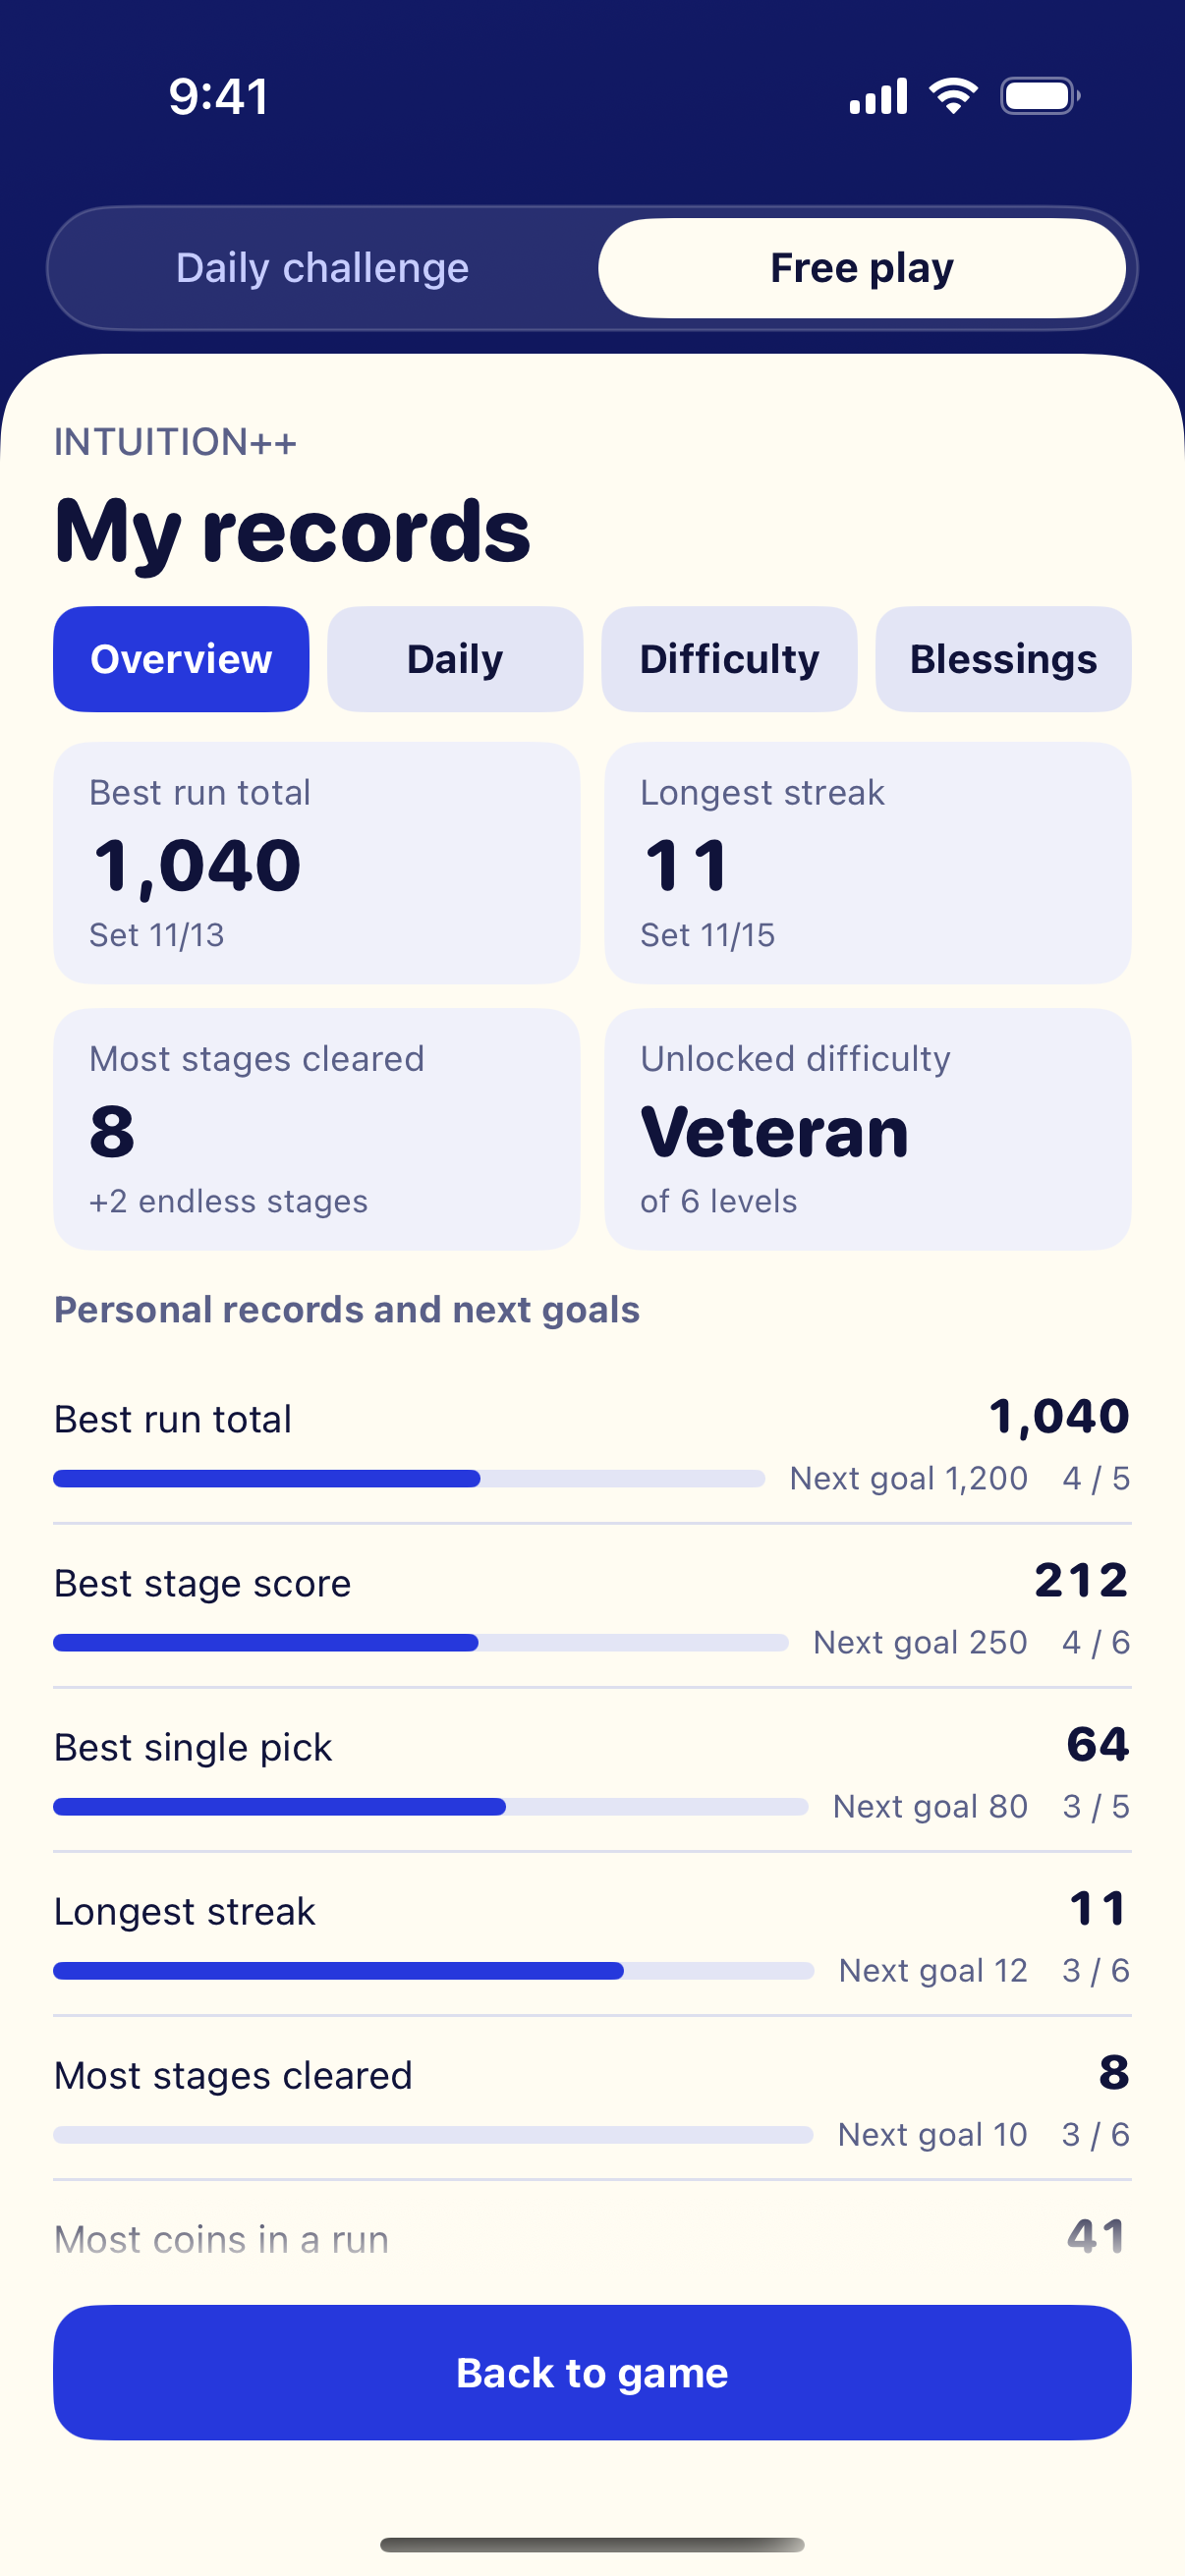 9:41
Daily challenge
Free play
INTUITION++
My records
Overview
Daily
Difficulty
Blessings
Best run total
1,040
Set 11/13
Longest streak
11
Set 11/15
Most stages cleared
8
+2 endless stages
Unlocked difficulty
Veteran
of 6 levels
Personal records and next goals
Best run total
1,040
Next goal 1,200 4 / 5
Best stage score
212
Next goal 250 4 / 6
Best single pick
64
Next goal 80 3 / 5
Longest streak
11
Next goal 12 3 / 6
Most stages cleared
8
Next goal 10 3 / 6
Most coins in a run
41
Back to game